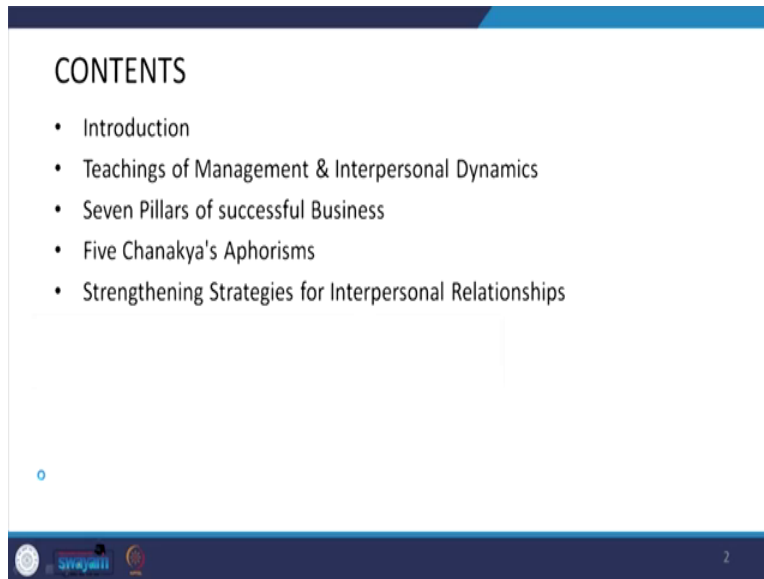 CONTENTS
• Introduction
• Teachings of Management & Interpersonal Dynamics
• Seven Pillars of successful Business
• Five Chanakya's Aphorisms
• Strengthening Strategies for Interpersonal Relationships
swayam
2